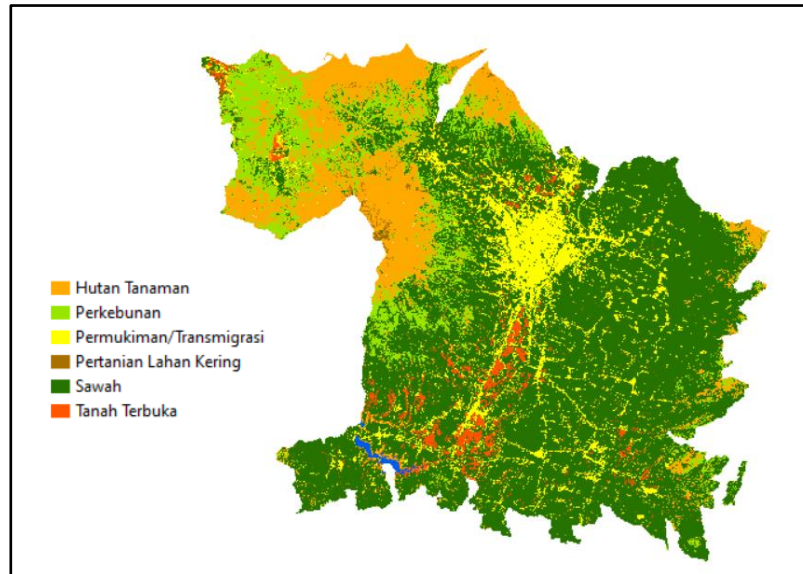 Hutan Tanaman
Perkebunan
Permukiman/Transmigrasi
Pertanian Lahan Kering
Sawah
Tanah Terbuka